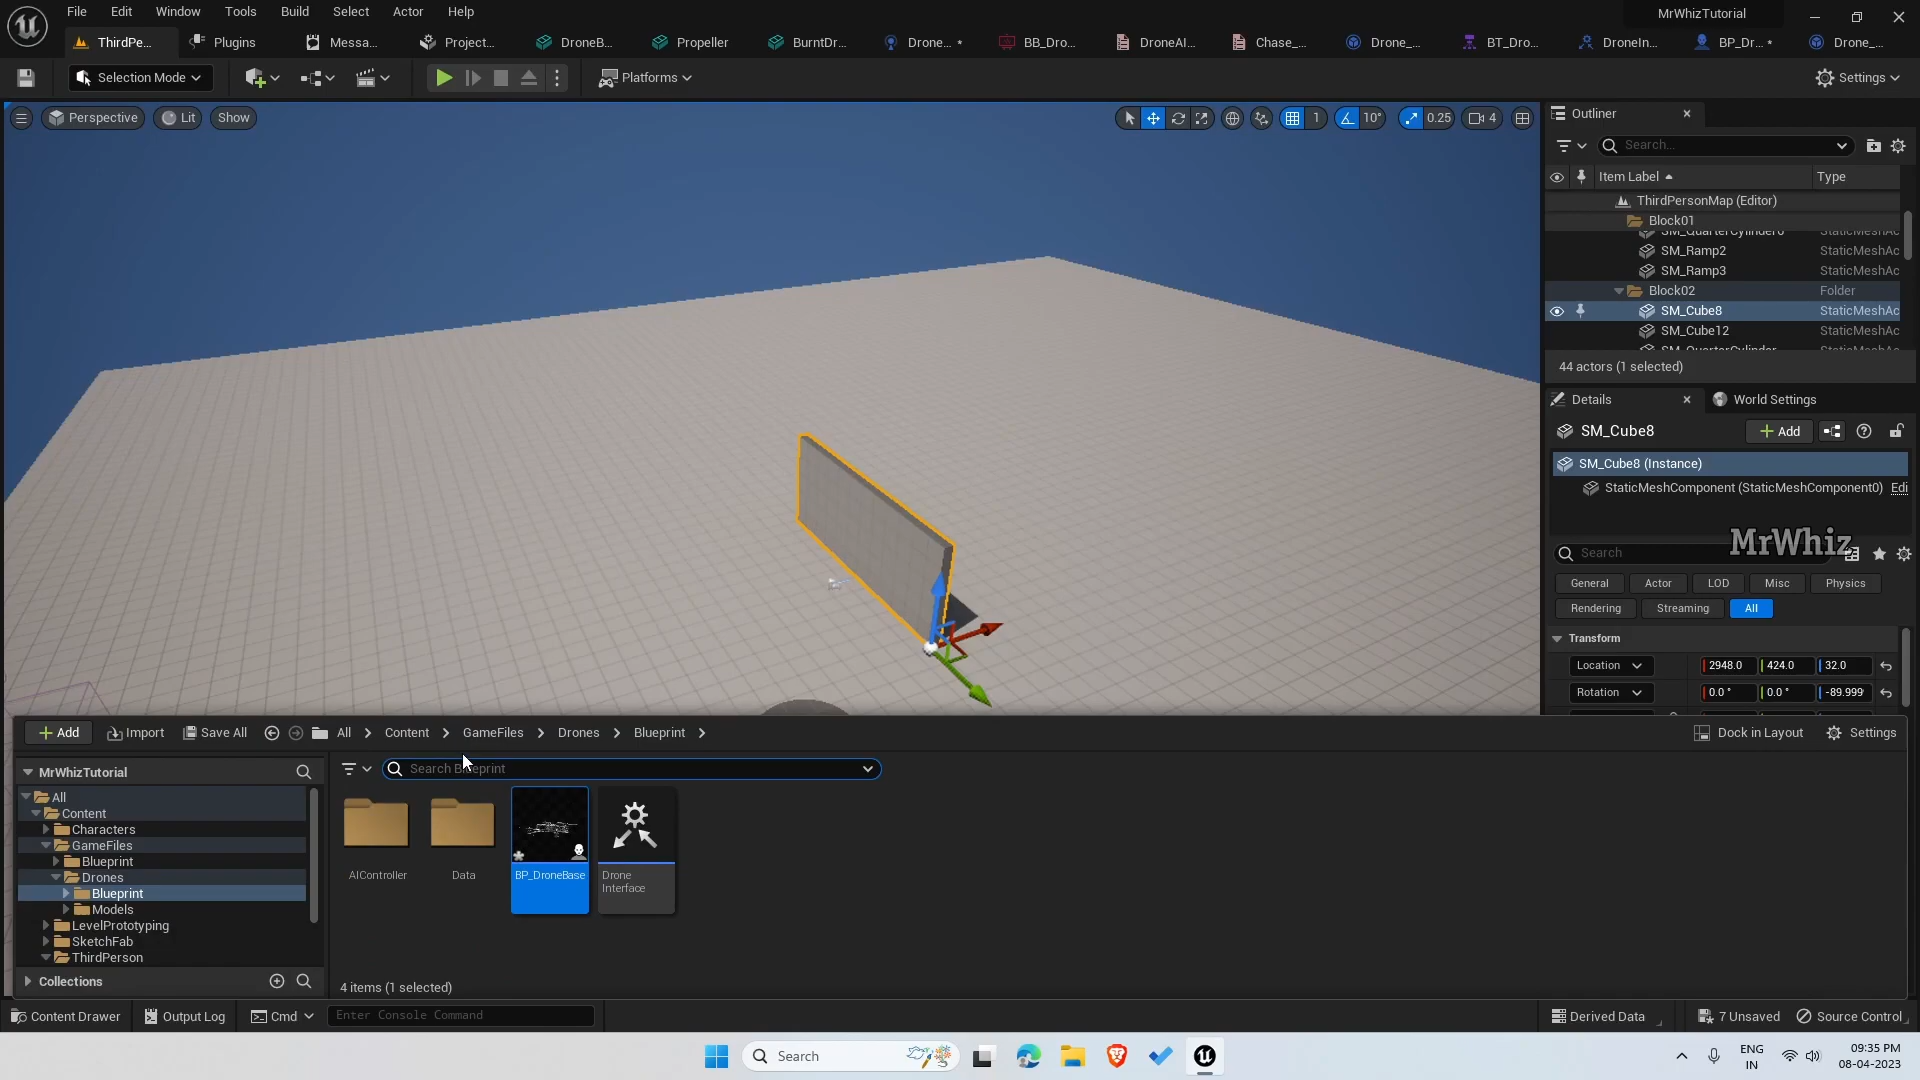 File Edit Window Tools Build Select Actor Help
MrWhizTutorial
ThirdPe...
Plugins
Messa...
Project...
DroneB...
Propeller
BurntDr...
Drone... *
BB_Dro...
DroneAI...
Chase_...
Drone_...
BT_Dro...
DroneIn...
BP_Dr... *
Drone_...
Selection Mode
Platforms
Settings
Perspective
Lit
Show
1
10°
0.25
4
Outliner
Search...
Item Label
Type
ThirdPersonMap (Editor)
Block01
SM_QuarterCylinder6 StaticMeshAc
SM_Ramp2 StaticMeshAc
SM_Ramp3 StaticMeshAc
Block02 Folder
SM_Cube8 StaticMeshAc
SM_Cube12 StaticMeshAc
SM_QuarterCylinder StaticMeshAc
44 actors (1 selected)
Details
World Settings
SM_Cube8
Add
SM_Cube8 (Instance)
StaticMeshComponent (StaticMeshComponent0) Edi
MrWhiz
Search
General Actor LOD Misc Physics
Rendering Streaming All
Transform
Location 2948.0 424.0 32.0
Rotation 0.0 ° 0.0 ° -89.999
Add Import Save All All Content GameFiles Drones Blueprint
Dock in Layout Settings
MrWhizTutorial
Search Blueprint
All
Content
Characters
GameFiles
Blueprint
Drones
Blueprint
Models
LevelPrototyping
SketchFab
ThirdPerson
Collections
AIController
Data
BP_DroneBase
Drone
Interface
4 items (1 selected)
Content Drawer
Output Log
Cmd
Enter Console Command
Derived Data
7 Unsaved
Source Control
Search
ENG
IN
09:35 PM
08-04-2023